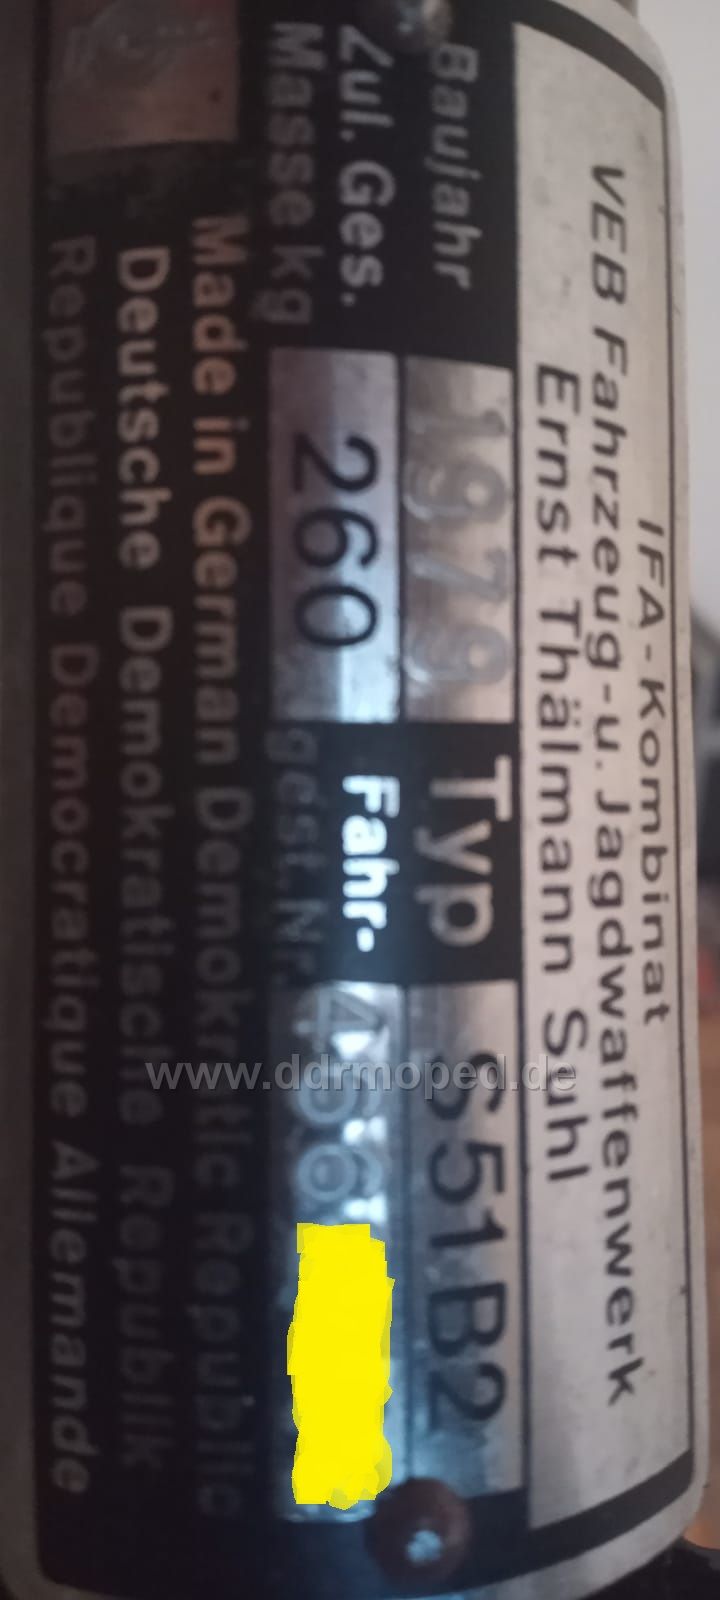 IFA-Kombinat
VEB Fahrzeug-u. Jagdwaffenwerk
Ernst Thälmann Suhl
Baujahr 1979 Typ S51B2
Zul. Ges. Masse kg 260 Fahr-gest.Nr. 4566
Made in German Demokratic Republic
Deutsche Demokratische Republik
Republique Democratique Allemande
www.ddrmoped.de